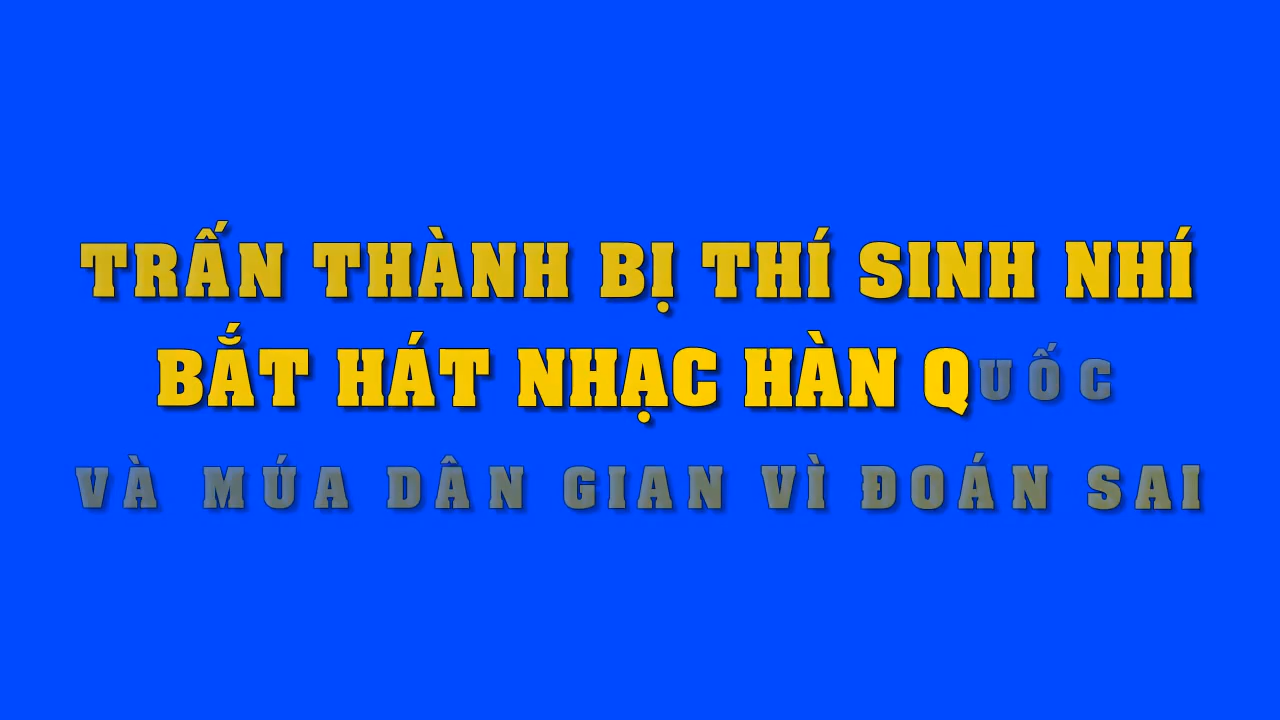 TRẤN THÀNH BỊ THÍ SINH NHÍ
BẮT HÁT NHẠC HÀN QUỐC
VÀ MÚA DÂN GIAN VÌ ĐOÁN SAI